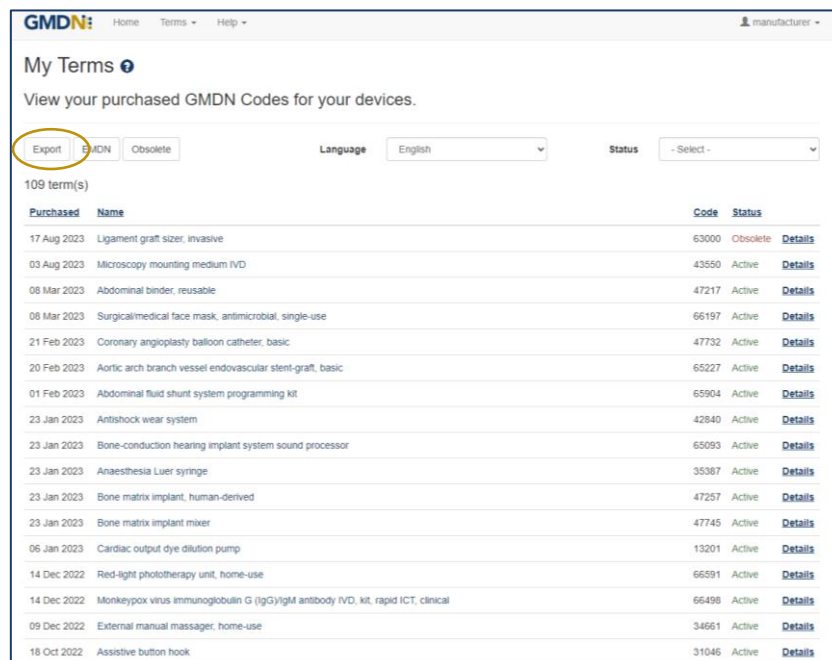 GMDN Home Terms Help manufacturer
My Terms ?
View your purchased GMDN Codes for your devices.
Export EMDN Obsolete Language English Status - Select -
109 term(s)
Purchased Name Code Status
17 Aug 2023 Ligament graft sizer, invasive 63000 Obsolete Details
03 Aug 2023 Microscopy mounting medium IVD 43550 Active Details
08 Mar 2023 Abdominal binder, reusable 47217 Active Details
08 Mar 2023 Surgical/medical face mask, antimicrobial, single-use 66197 Active Details
21 Feb 2023 Coronary angioplasty balloon catheter, basic 47732 Active Details
20 Feb 2023 Aortic arch branch vessel endovascular stent-graft, basic 65227 Active Details
01 Feb 2023 Abdominal fluid shunt system programming kit 65904 Active Details
23 Jan 2023 Antishock wear system 42840 Active Details
23 Jan 2023 Bone-conduction hearing implant system sound processor 65093 Active Details
23 Jan 2023 Anaesthesia Luer syringe 35387 Active Details
23 Jan 2023 Bone matrix implant, human-derived 47257 Active Details
23 Jan 2023 Bone matrix implant mixer 47745 Active Details
06 Jan 2023 Cardiac output dye dilution pump 13201 Active Details
14 Dec 2022 Red-light phototherapy unit, home-use 66591 Active Details
14 Dec 2022 Monkeypox virus immunoglobulin G (IgG)/IgM antibody IVD, kit, rapid ICT, clinical 66498 Active Details
09 Dec 2022 External manual massager, home-use 34661 Active Details
18 Oct 2022 Assistive button hook 31046 Active Details